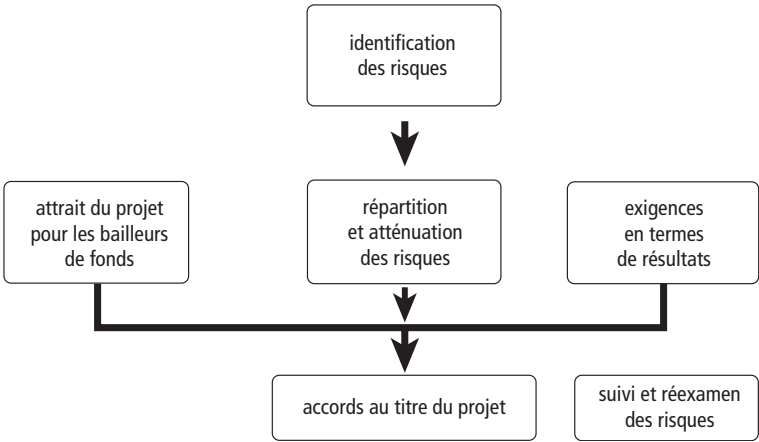 identification
des risques
attrait du projet
pour les bailleurs
de fonds
répartition
et atténuation
des risques
exigences
en termes
de résultats
accords au titre du projet
suivi et réexamen
des risques